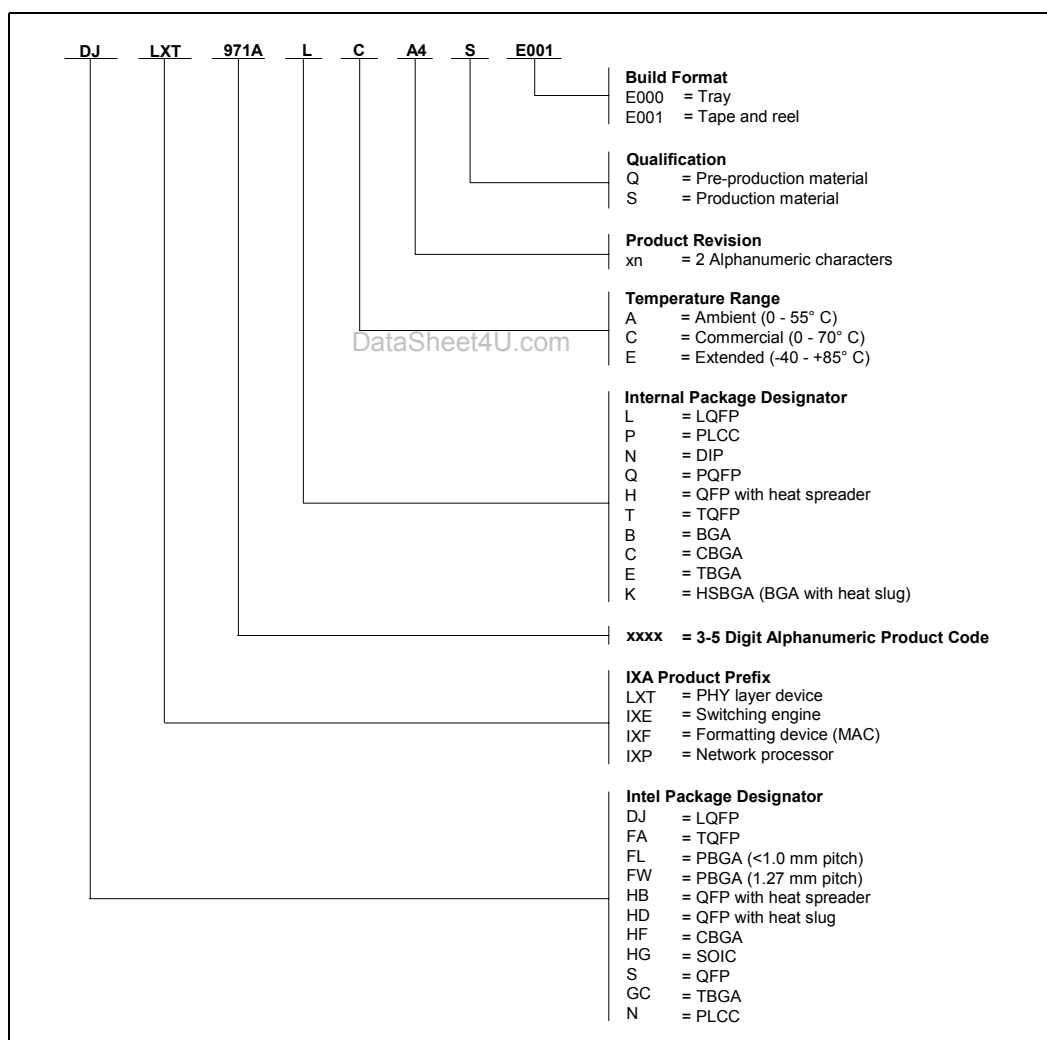 DJ LXT 971A L C A4 S E001
Build Format
E000 = Tray
E001 = Tape and reel
Qualification
Q = Pre-production material
S = Production material
Product Revision
xn = 2 Alphanumeric characters
Temperature Range
A = Ambient (0 - 55° C)
C = Commercial (0 - 70° C)
E = Extended (-40 - +85° C)
DataSheet4U.com
Internal Package Designator
L = LQFP
P = PLCC
N = DIP
Q = PQFP
H = QFP with heat spreader
T = TQFP
B = BGA
C = CBGA
E = TBGA
K = HSBGA (BGA with heat slug)
xxxx = 3-5 Digit Alphanumeric Product Code
IXA Product Prefix
LXT = PHY layer device
IXE = Switching engine
IXF = Formatting device (MAC)
IXP = Network processor
Intel Package Designator
DJ = LQFP
FA = TQFP
FL = PBGA (<1.0 mm pitch)
FW = PBGA (1.27 mm pitch)
HB = QFP with heat spreader
HD = QFP with heat slug
HF = CBGA
HG = SOIC
S = QFP
GC = TBGA
N = PLCC